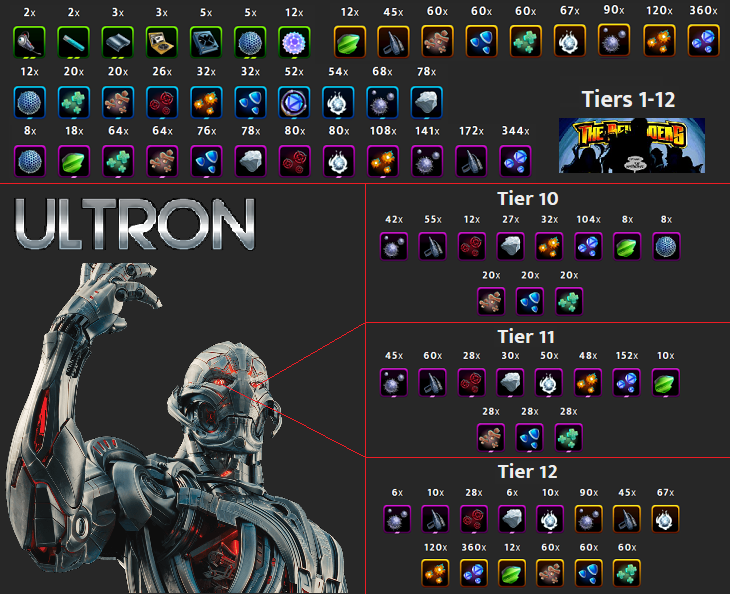 2x 2x 3x 3x 5x 5x 12x 12x 45x 60x 60x 60x 67x 90x 120x 360x
12x 20x 20x 26x 32x 32x 52x 54x 68x 78x
Tiers 1-12
8x 18x 64x 64x 76x 78x 80x 80x 108x 141x 172x 344x
THE
ULTRON
Tier 10
42x 55x 12x 27x 32x 104x 8x 8x
20x 20x 20x
Tier 11
45x 60x 28x 30x 50x 48x 152x 10x
28x 28x 28x
Tier 12
6x 10x 28x 6x 10x 90x 45x 67x
120x 360x 12x 60x 60x 60x